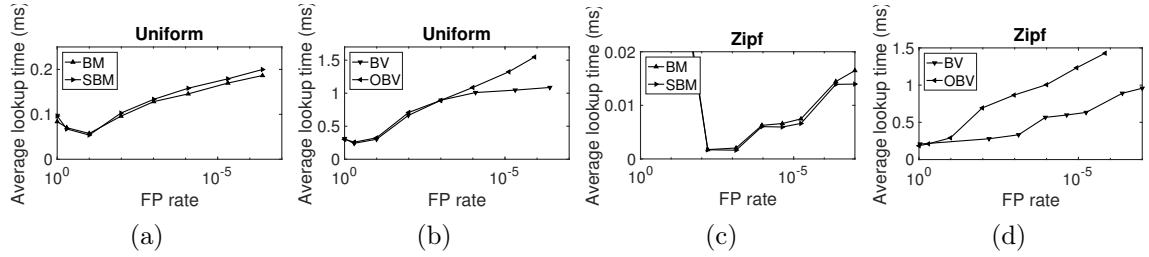 Uniform
Average lookup time (ms)
BM
SBM
0.2
0.1
0
10^0
10^-5
FP rate
(a)
Uniform
Average lookup time (ms)
BV
OBV
1.5
1
0.5
0
10^0
10^-5
FP rate
(b)
Zipf
Average lookup time (ms)
BM
SBM
0.02
0.01
0
10^0
10^-5
FP rate
(c)
Zipf
Average lookup time (ms)
BV
OBV
1.5
1
0.5
0
10^0
10^-5
FP rate
(d)